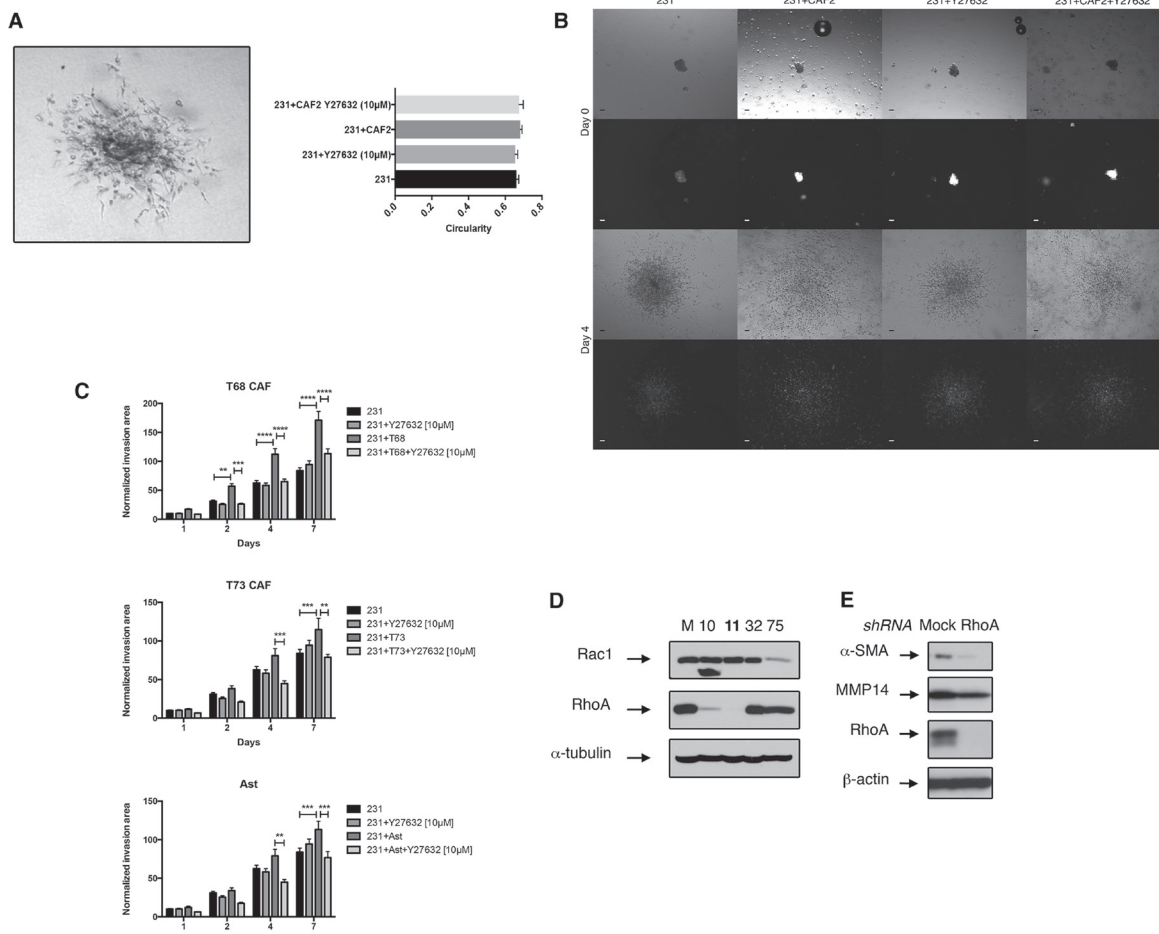 A
231+CAF2 Y27632 (10µM)
231+CAF2
231+Y27632 (10µM)
231
0.0 0.2 0.4 0.6 0.8
Circularity
B
231 231+CAF2 231+Y27632 231+CAF2+Y27632
Day 0
Day 4
C
T68 CAF
Normalized invasion area
200
150
100
50
0
** *** **** **** **** ****
1 2 4 7
Days
231
231+Y27632 [10µM]
231+T68
231+T68+Y27632 [10µM]
T73 CAF
Normalized invasion area
150
100
50
0
*** *** **
1 2 4 7
Days
231
231+Y27632 [10µM]
231+T73
231+T73+Y27632 [10µM]
Ast
Normalized invasion area
150
100
50
0
** *** ***
1 2 4 7
Days
231
231+Y27632 [10µM]
231+Ast
231+Ast+Y27632 [10µM]
D
M 10 11 32 75
Rac1
RhoA
α-tubulin
E
shRNA Mock RhoA
α-SMA
MMP14
RhoA
β-actin